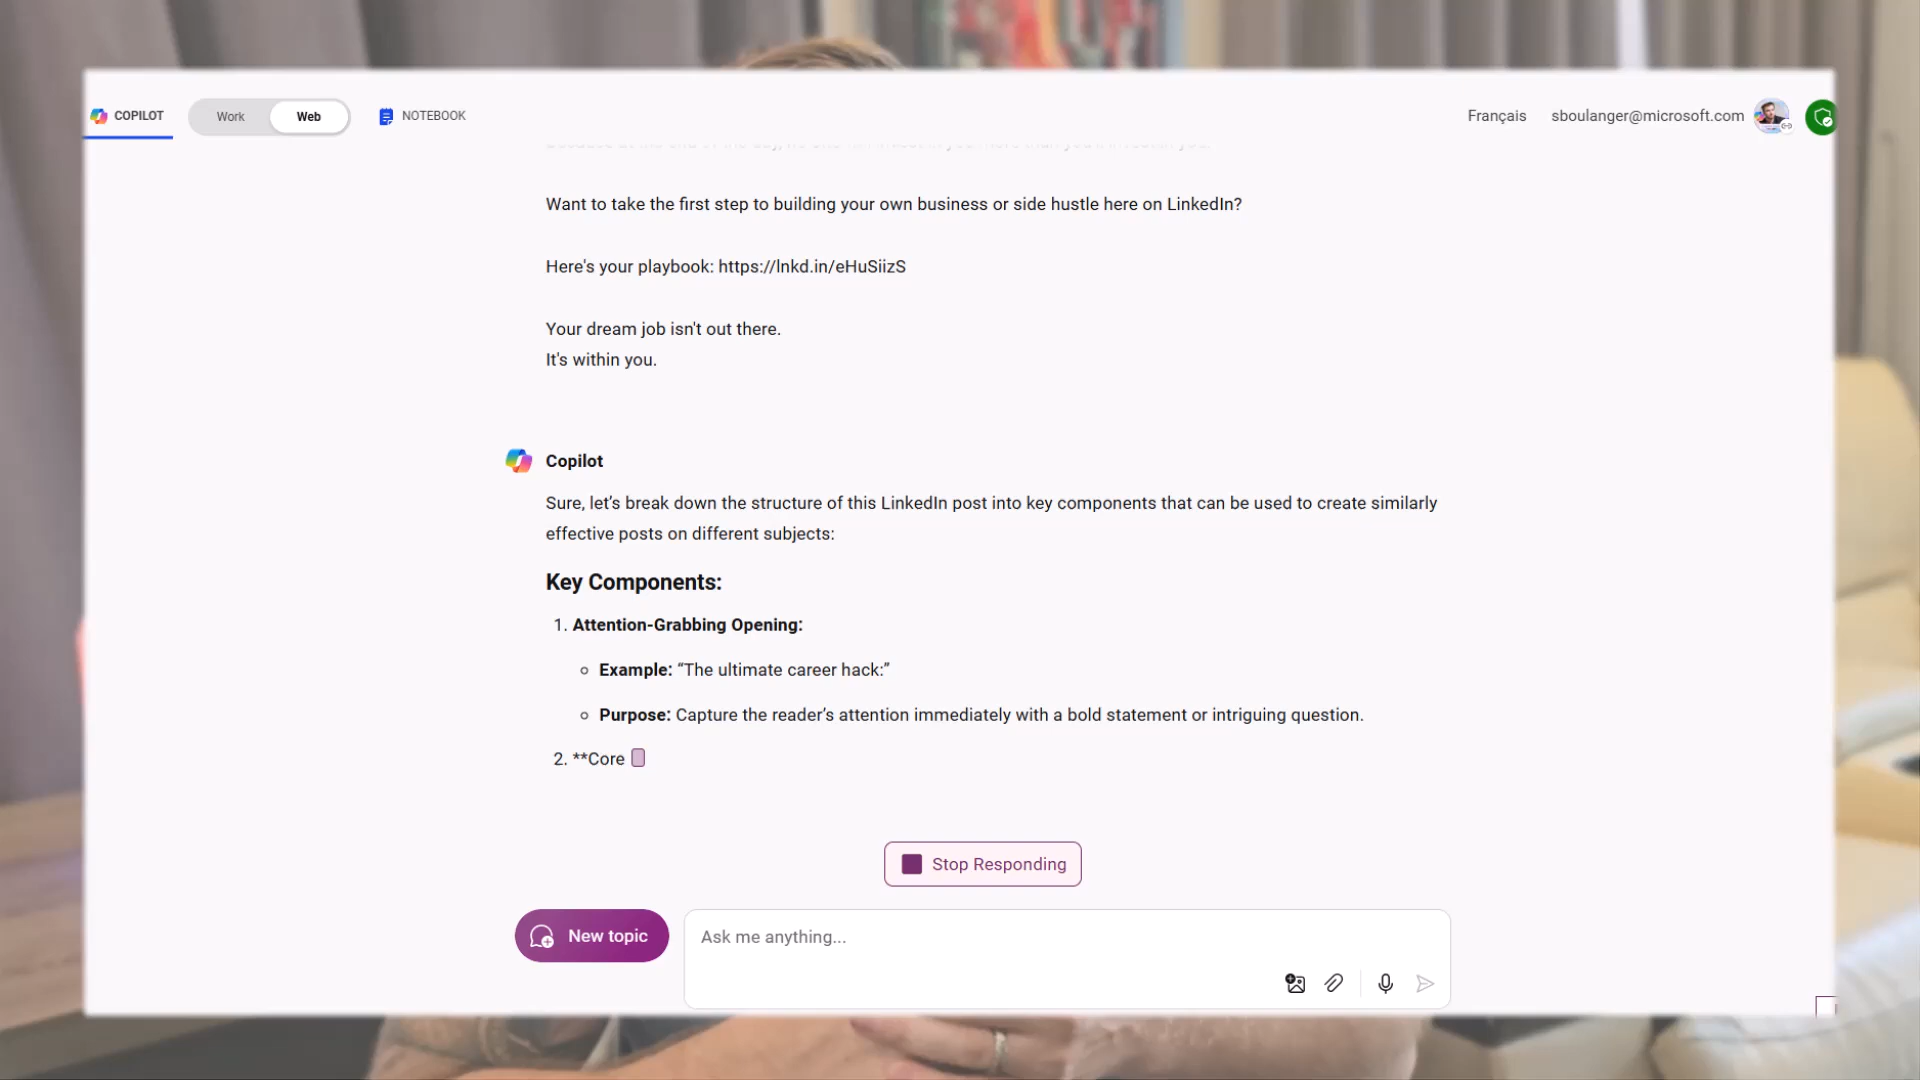 COPILOT
Work
Web
NOTEBOOK
Français
sboulanger@microsoft.com
Want to take the first step to building your own business or side hustle here on LinkedIn?
Here's your playbook: https://lnkd.in/eHuSiizS
Your dream job isn't out there.
It's within you.
Copilot
Sure, let’s break down the structure of this LinkedIn post into key components that can be used to create similarly
effective posts on different subjects:
Key Components:
1. Attention-Grabbing Opening:
Example: “The ultimate career hack:”
Purpose: Capture the reader’s attention immediately with a bold statement or intriguing question.
2. **Core
Stop Responding
New topic
Ask me anything...